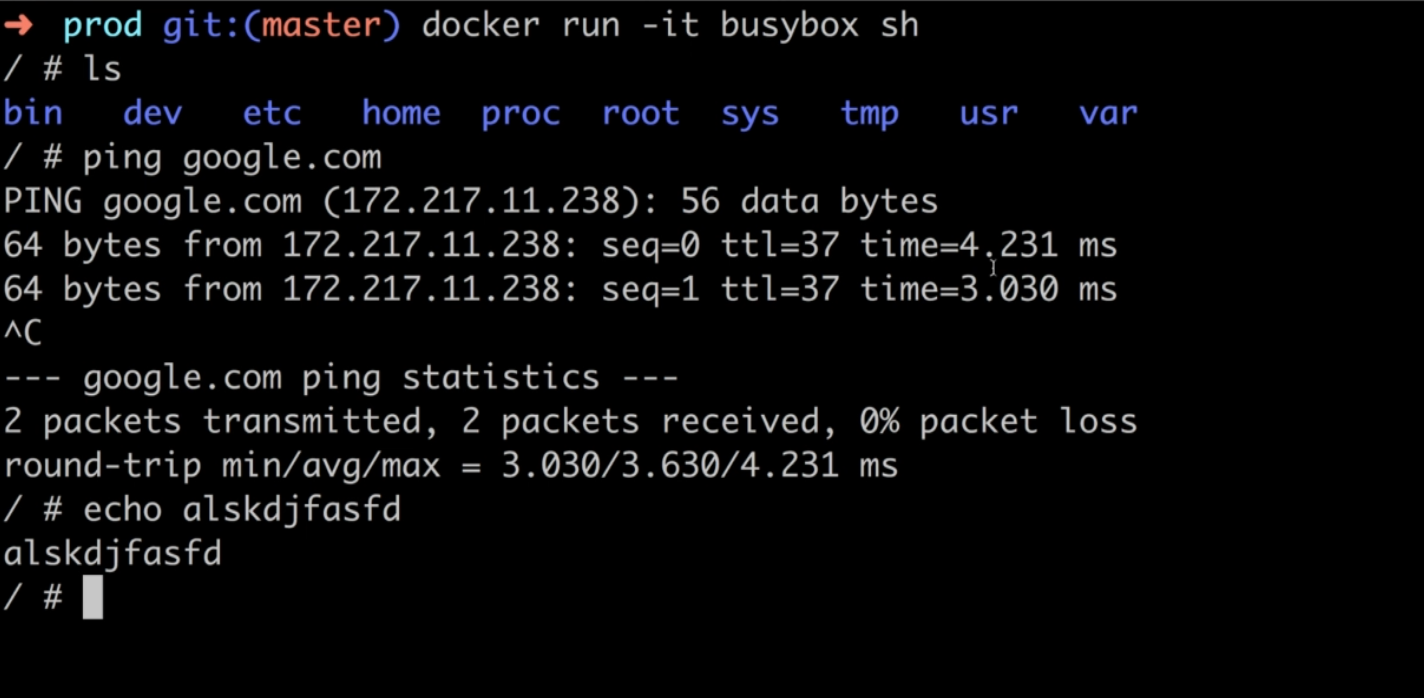 ➜ prod git:(master) docker run -it busybox sh
/ # ls
bin dev etc home proc root sys tmp usr var
/ # ping google.com
PING google.com (172.217.11.238): 56 data bytes
64 bytes from 172.217.11.238: seq=0 ttl=37 time=4.231 ms
64 bytes from 172.217.11.238: seq=1 ttl=37 time=3.030 ms
^C
--- google.com ping statistics ---
2 packets transmitted, 2 packets received, 0% packet loss
round-trip min/avg/max = 3.030/3.630/4.231 ms
/ # echo alskdjfasfd
alskdjfasfd
/ #